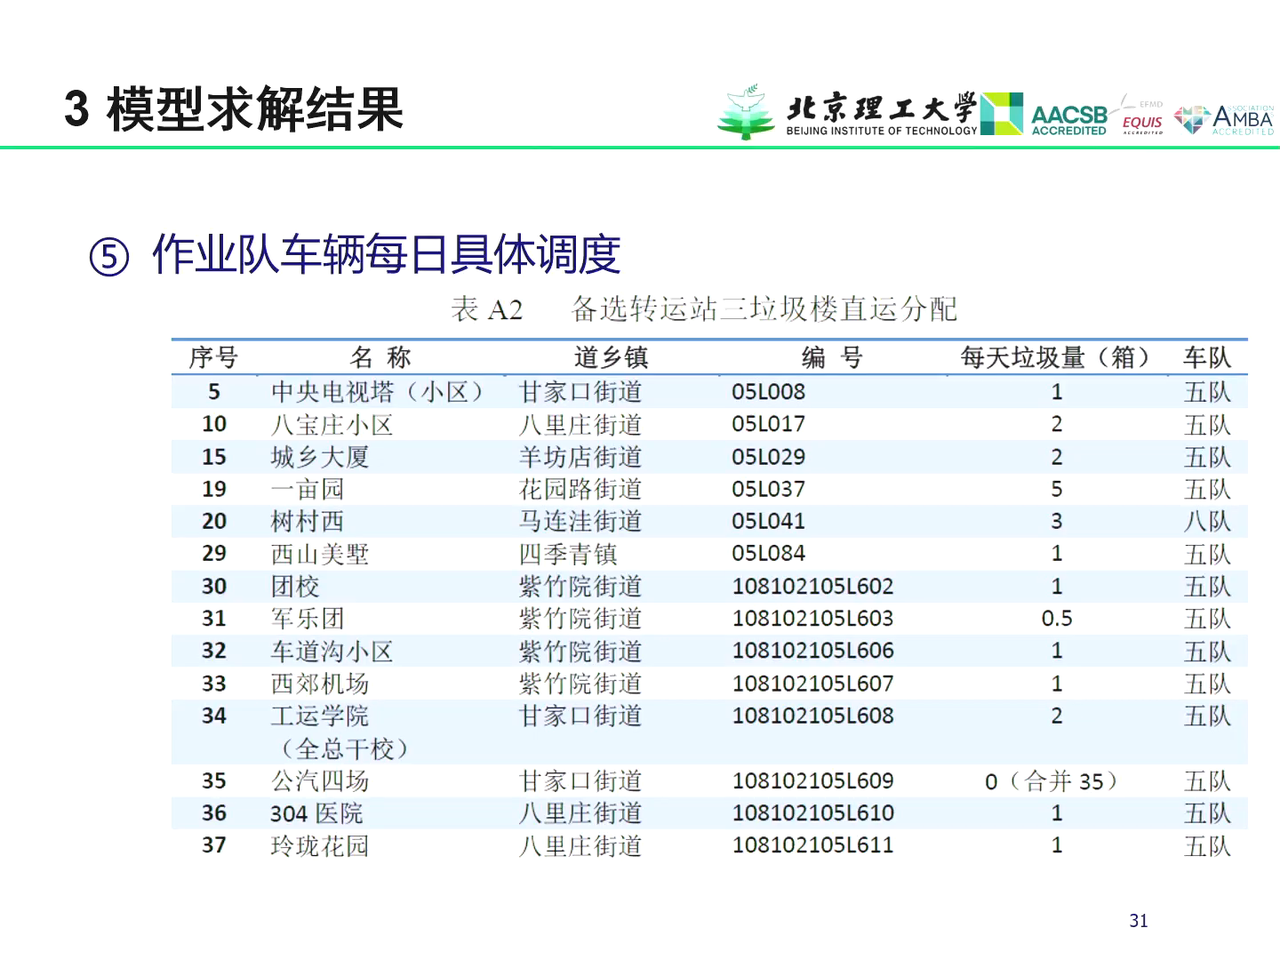 3 模型求解结果
北京理工大学
BEIJING INSTITUTE OF TECHNOLOGY
AACSB
ACCREDITED
EFMD
EQUIS
ACCREDITED
ASSOCIATION
AMBA
ACCREDITED
⑤ 作业队车辆每日具体调度
表 A2 备选转运站三垃圾楼直运分配
序号 名 称 道乡镇 编 号 每天垃圾量（箱） 车队
5 中央电视塔（小区） 甘家口街道 05L008 1 五队
10 八宝庄小区 八里庄街道 05L017 2 五队
15 城乡大厦 羊坊店街道 05L029 2 五队
19 一亩园 花园路街道 05L037 5 五队
20 树村西 马连洼街道 05L041 3 八队
29 西山美墅 四季青镇 05L084 1 五队
30 团校 紫竹院街道 108102105L602 1 五队
31 军乐团 紫竹院街道 108102105L603 0.5 五队
32 车道沟小区 紫竹院街道 108102105L606 1 五队
33 西郊机场 紫竹院街道 108102105L607 1 五队
34 工运学院 甘家口街道 108102105L608 2 五队
（全总干校）
35 公汽四场 甘家口街道 108102105L609 0（合并 35） 五队
36 304 医院 八里庄街道 108102105L610 1 五队
37 玲珑花园 八里庄街道 108102105L611 1 五队
31